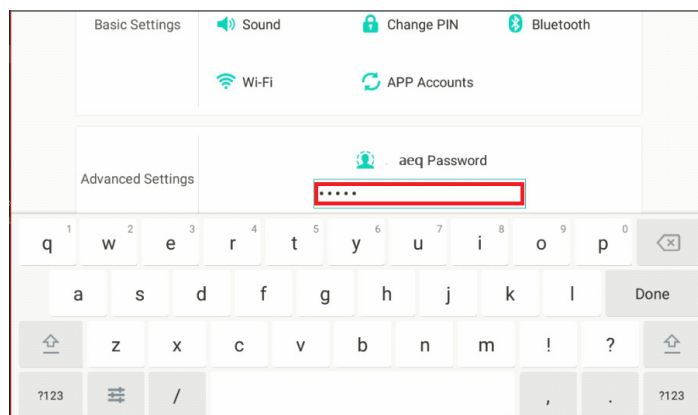 Basic Settings Sound Change PIN Bluetooth
Wi-Fi APP Accounts
aeq Password
Advanced Settings
•••••
q 1 w 2 e 3 r 4 t 5 y 6 u 7 i 8 o 9 p 0
a s d f g h j k l Done
z x c v b n m ! ?
?123 / , . ?123